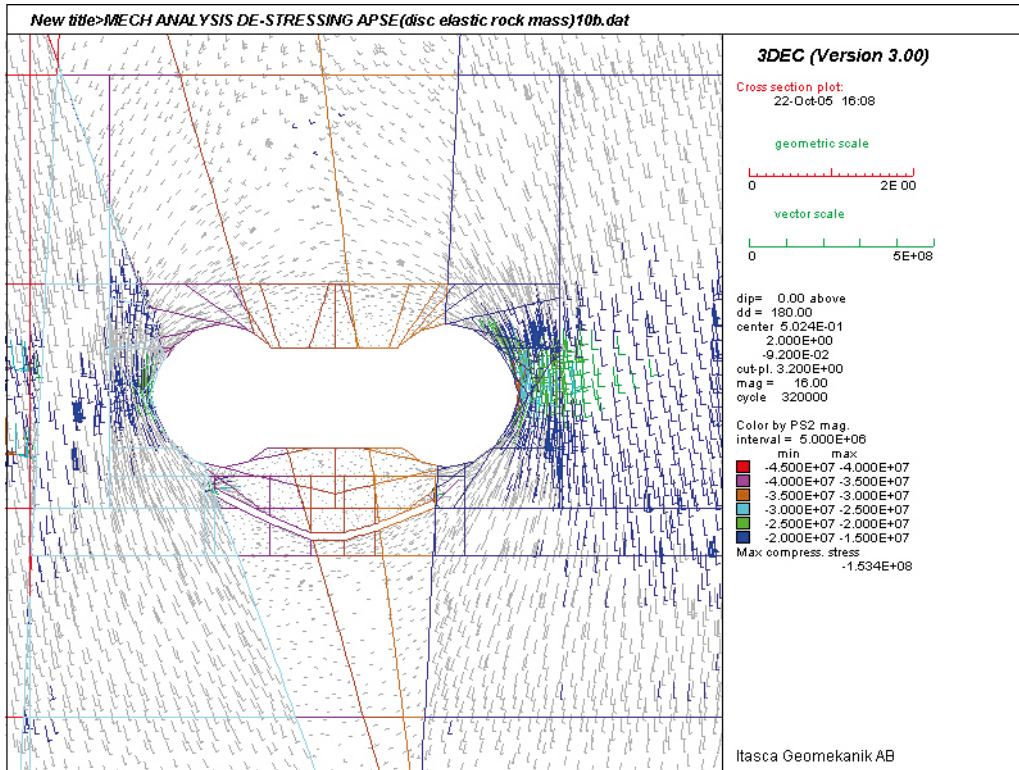 New title>MECH ANALYSIS DE-STRESSING APSE(disc elastic rock mass)10b.dat
3DEC (Version 3.00)
Cross section plot:
22-Oct-05 16:08
geometric scale
0 2E 00
vector scale
0 5E+08
dip= 0.00 above
dd = 180.00
center 5.024E-01
2.000E+00
-9.200E-02
cut-pl. 3.200E+00
mag = 16.00
cycle 320000
Color by PS2 mag.
interval = 5.000E+06
min max
-4.500E+07 -4.000E+07
-4.000E+07 -3.500E+07
-3.500E+07 -3.000E+07
-3.000E+07 -2.500E+07
-2.500E+07 -2.000E+07
-2.000E+07 -1.500E+07
Max compress. stress
-1.534E+08
Itasca Geomekanik AB